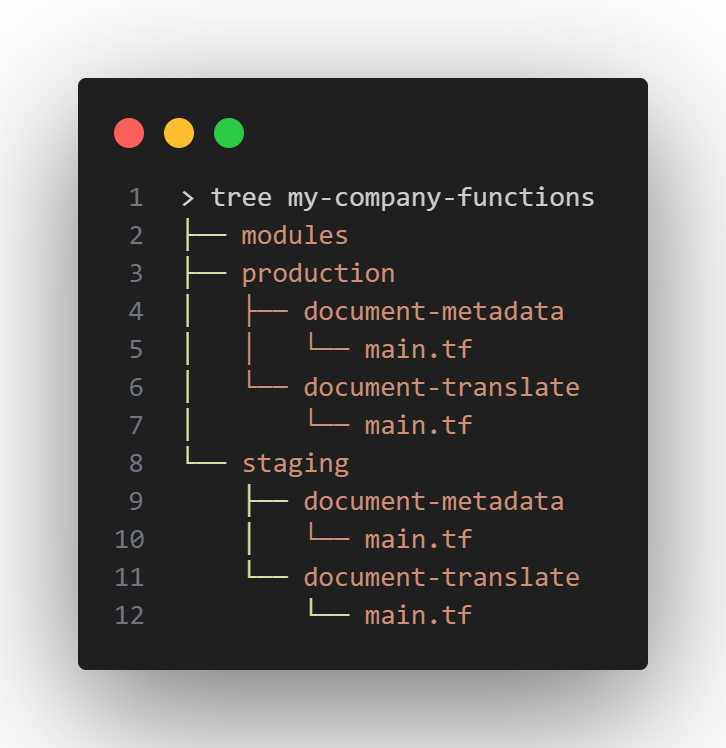 1 > tree my-company-functions
2 ├── modules
3 ├── production
4 │   ├── document-metadata
5 │   │   └── main.tf
6 │   └── document-translate
7 │       └── main.tf
8 └── staging
9     ├── document-metadata
10     │   └── main.tf
11     └── document-translate
12         └── main.tf